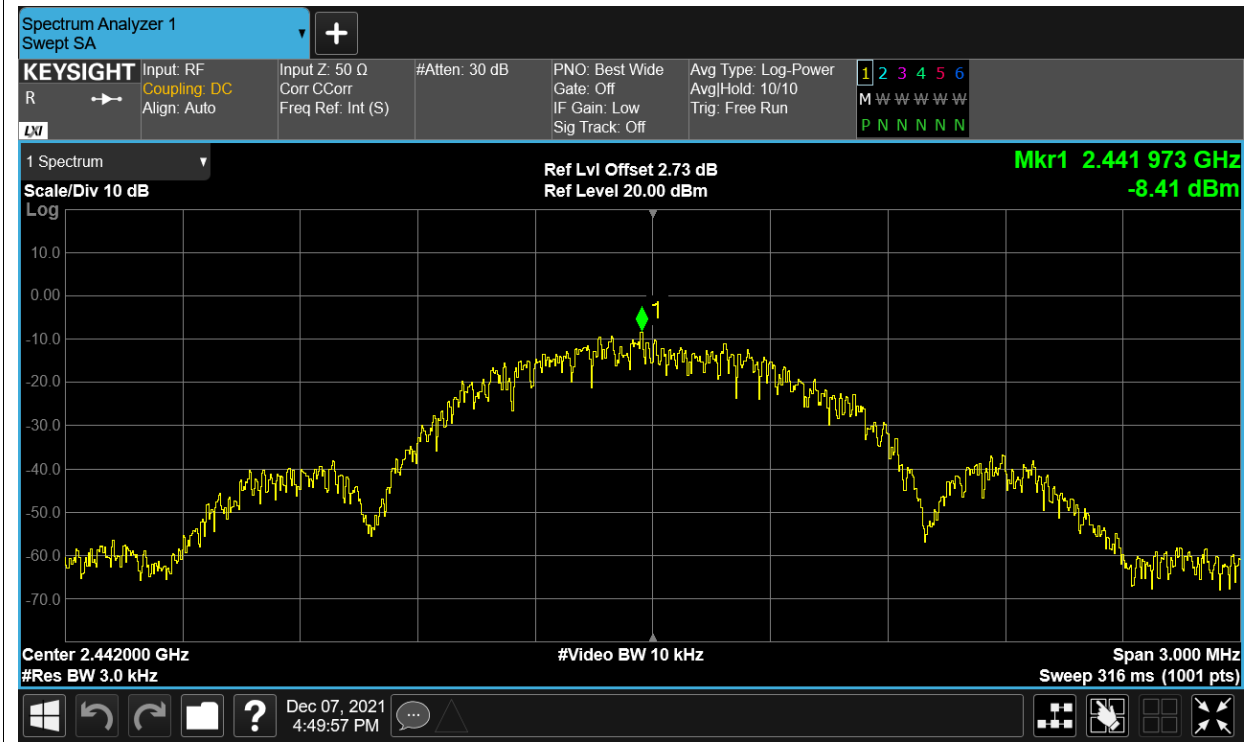 Spectrum Analyzer 1
Swept SA
KEYSIGHT
R
LXI
Input: RF
Coupling: DC
Align: Auto
Input Z: 50 Ω
Corr CCorr
Freq Ref: Int (S)
#Atten: 30 dB
PNO: Best Wide
Gate: Off
IF Gain: Low
Sig Track: Off
Avg Type: Log-Power
Avg|Hold: 10/10
Trig: Free Run
1 2 3 4 5 6
M W W W W W
P N N N N N
1 Spectrum
Scale/Div 10 dB
Log
Ref Lvl Offset 2.73 dB
Ref Level 20.00 dBm
Mkr1 2.441 973 GHz
-8.41 dBm
10.0
0.00
-10.0
-20.0
-30.0
-40.0
-50.0
-60.0
-70.0
1
Center 2.442000 GHz
#Res BW 3.0 kHz
#Video BW 10 kHz
Span 3.000 MHz
Sweep 316 ms (1001 pts)
?
Dec 07, 2021
4:49:57 PM